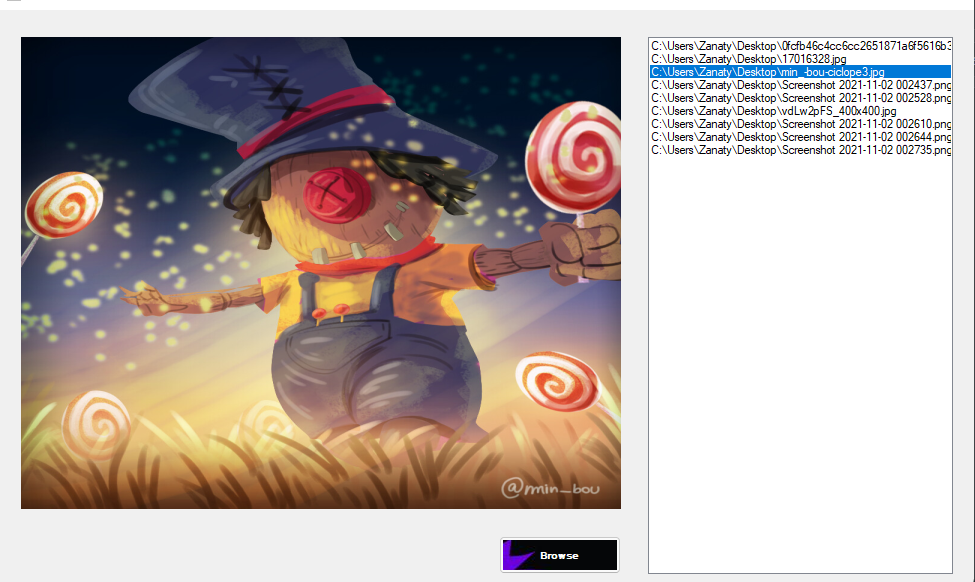 C:\Users\Zanaty\Desktop\0fcfb46c4cc6cc2651871a6f5616b3
C:\Users\Zanaty\Desktop\17016328.jpg
C:\Users\Zanaty\Desktop\min_-bou-ciclope3.jpg
C:\Users\Zanaty\Desktop\Screenshot 2021-11-02 002437.png
C:\Users\Zanaty\Desktop\Screenshot 2021-11-02 002528.png
C:\Users\Zanaty\Desktop\vdLw2pFS_400x400.jpg
C:\Users\Zanaty\Desktop\Screenshot 2021-11-02 002610.png
C:\Users\Zanaty\Desktop\Screenshot 2021-11-02 002644.png
C:\Users\Zanaty\Desktop\Screenshot 2021-11-02 002735.png
@min_bou
Browse